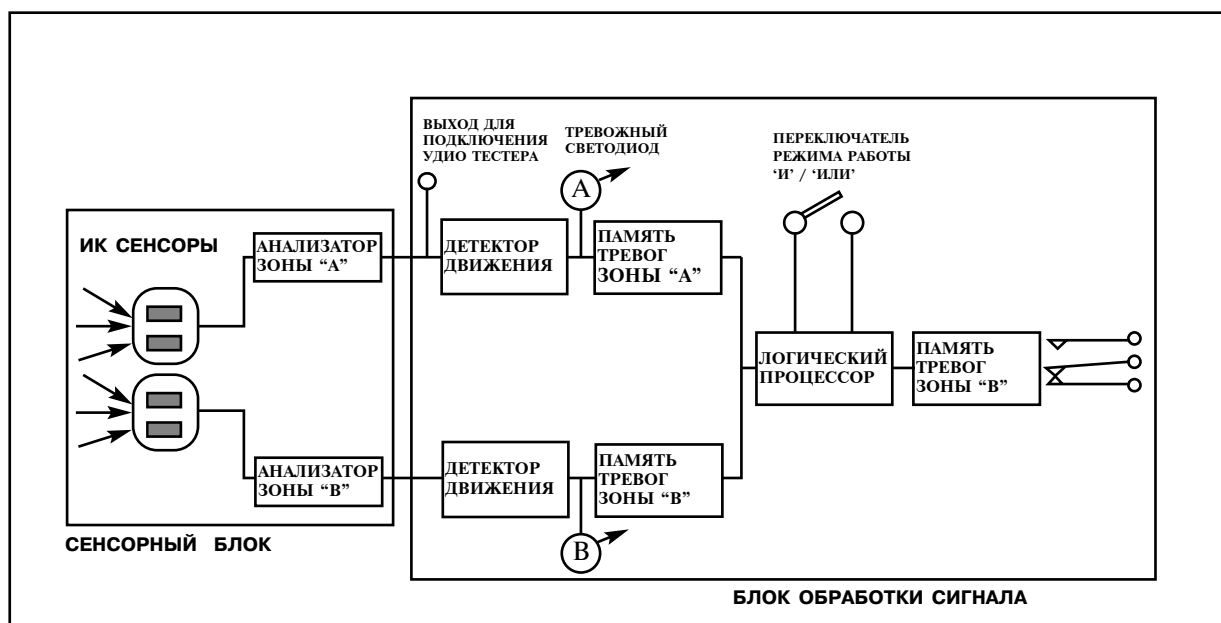 ВЫХОД ДЛЯ
ПОДКЛЮЧЕНИЯ
УДИО ТЕСТЕРА
ТРЕВОЖНЫЙ
СВЕТОДИОД
ПЕРЕКЛЮЧАТЕЛЬ
РЕЖИМА РАБОТЫ
‘И’ / ‘ИЛИ’
A
ИК СЕНСОРЫ
АНАЛИЗАТОР
ЗОНЫ “А”
ДЕТЕКТОР
ДВИЖЕНИЯ
ПАМЯТЬ
ТРЕВОГ
ЗОНЫ “А”
ЛОГИЧЕСКИЙ
ПРОЦЕССОР
ПАМЯТЬ
ТРЕВОГ
ЗОНЫ “В”
АНАЛИЗАТОР
ЗОНЫ “В”
ДЕТЕКТОР
ДВИЖЕНИЯ
ПАМЯТЬ
ТРЕВОГ
ЗОНЫ “В”
B
СЕНСОРНЫЙ БЛОК
БЛОК ОБРАБОТКИ СИГНАЛА